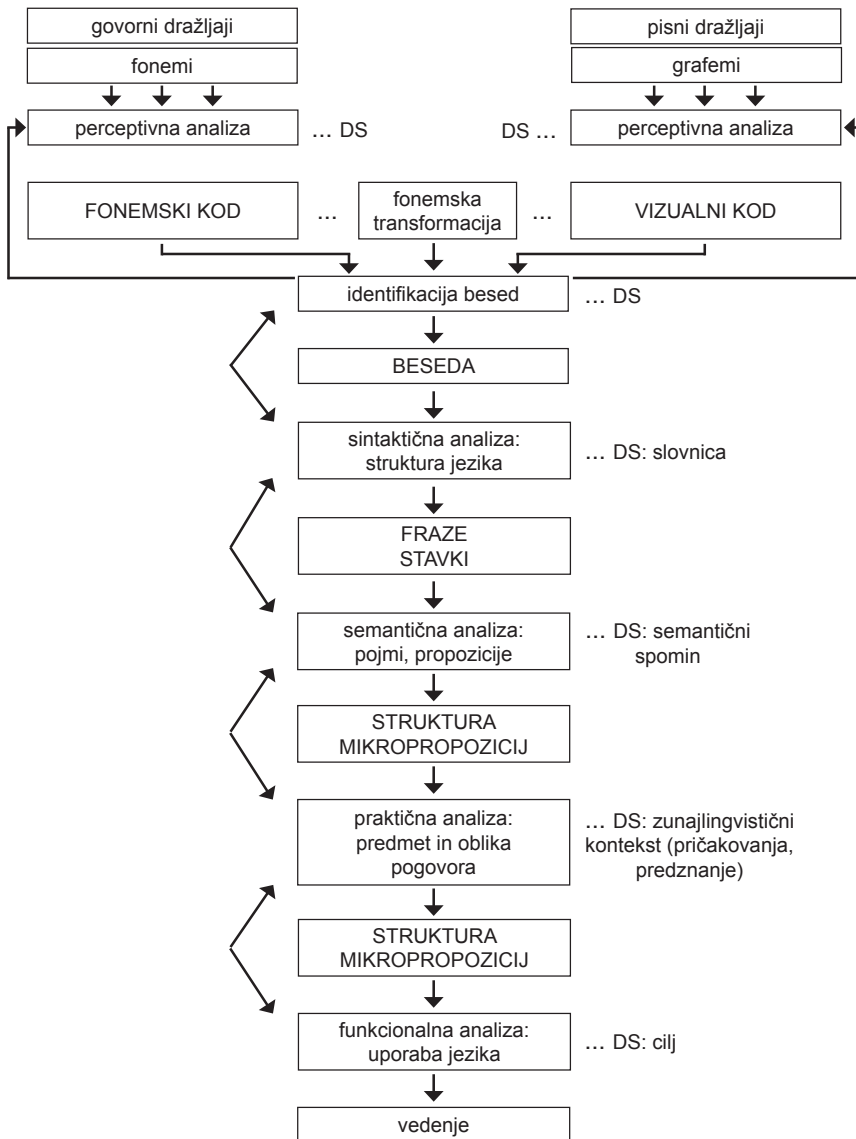 govorni dražljaji
pisni dražljaji
fonemi
grafemi
perceptivna analiza
... DS
DS ...
perceptivna analiza
FONEMSKI KOD
...
fonemska
transformacija
...
VIZUALNI KOD
identifikacija besed
... DS
BESEDA
sintaktična analiza:
struktura jezika
... DS: slovnica
FRAZE
STAVKI
semantična analiza:
pojmi, propozicije
... DS: semantični
spomin
STRUKTURA
MIKROPROPOZICIJ
praktična analiza:
predmet in oblika
pogovora
... DS: zunajlingvistični
kontekst (pričakovanja,
predznanje)
STRUKTURA
MIKROPROPOZICIJ
funkcionalna analiza:
uporaba jezika
... DS: cilj
vedenje